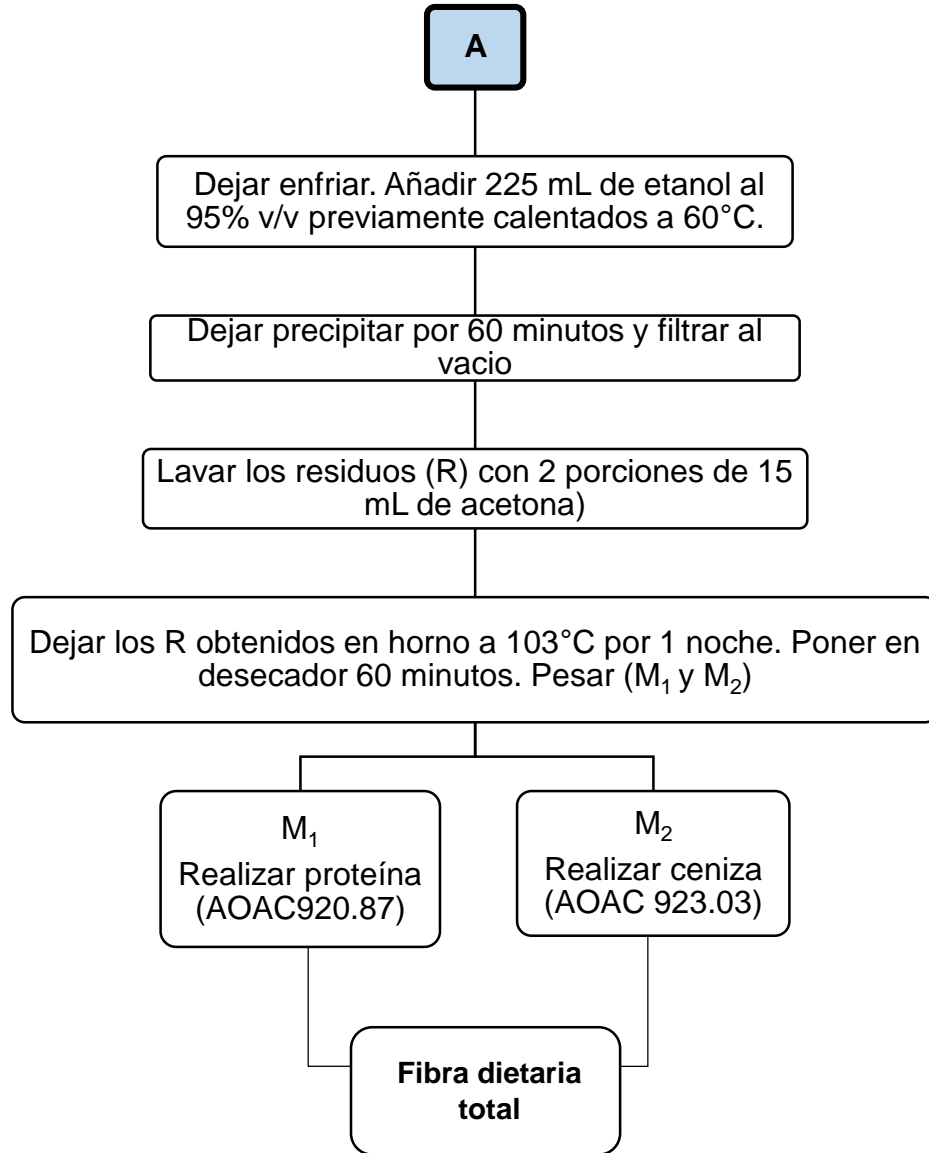 A
Dejar enfriar. Añadir 225 mL de etanol al
95% v/v previamente calentados a 60°C.
Dejar precipitar por 60 minutos y filtrar al
vacio
Lavar los residuos (R) con 2 porciones de 15
mL de acetona)
Dejar los R obtenidos en horno a 103°C por 1 noche. Poner en
desecador 60 minutos. Pesar (M₁ y M₂)
M₁
Realizar proteína
(AOAC920.87)
M₂
Realizar ceniza
(AOAC 923.03)
Fibra dietaria
total